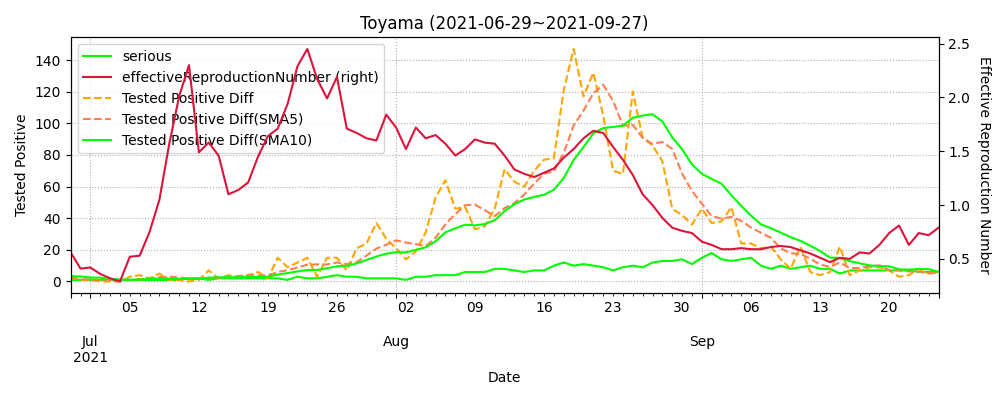 Toyama (2021-06-29~2021-09-27)
serious
effectiveReproductionNumber (right)
Tested Positive Diff
Tested Positive Diff(SMA5)
Tested Positive Diff(SMA10)
Tested Positive
140
120
100
80
60
40
20
0
2.5
2.0
1.5
1.0
0.5
Effective Reproduction Number
05 12 19 26 02 09 16 23 30 06 13 20
Jul Aug Sep
2021
Date